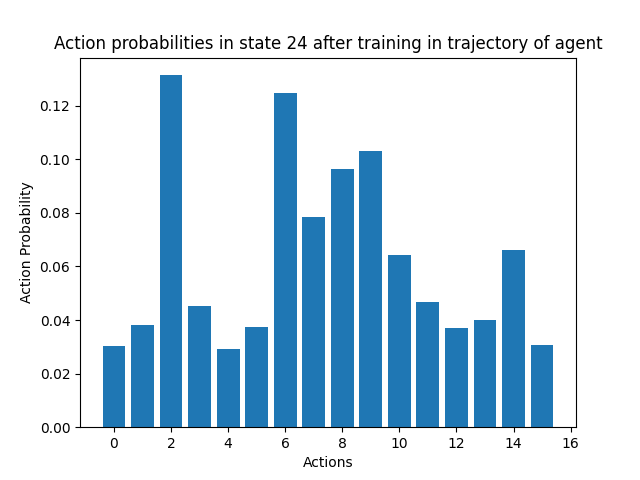 Action probabilities in state 24 after training in trajectory of agent
Action Probability
0.12
0.10
0.08
0.06
0.04
0.02
0.00
0 2 4 6 8 10 12 14 16
Actions